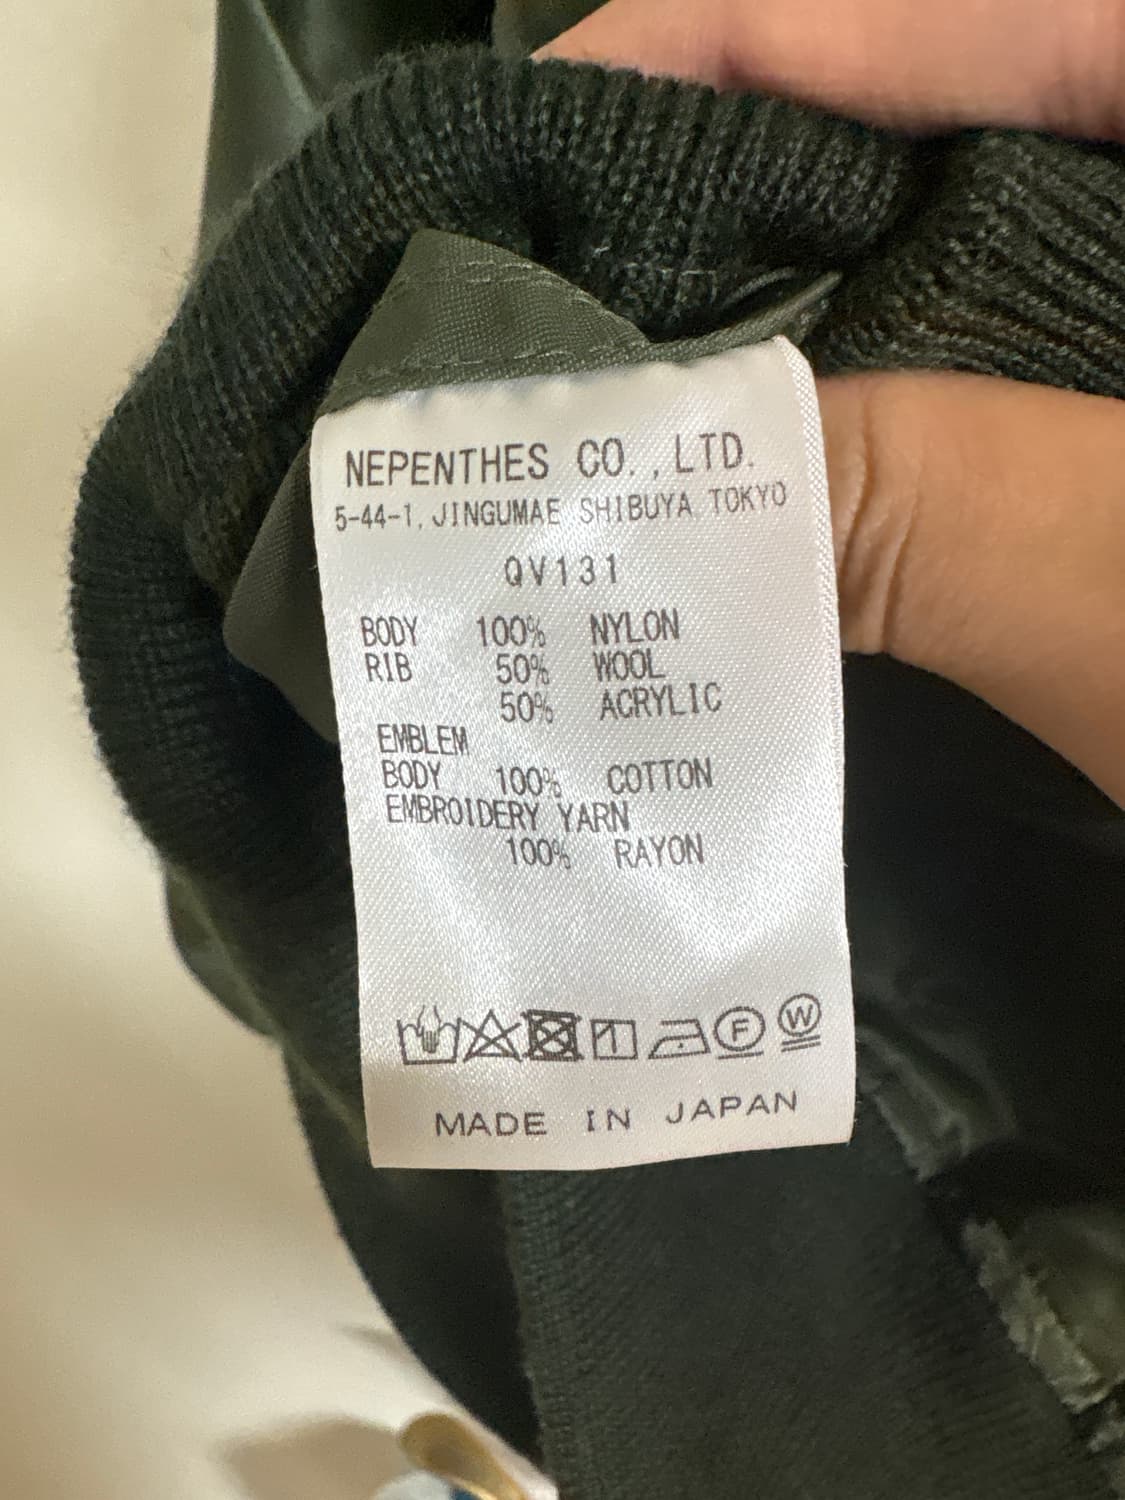 NEPENTHES CO., LTD.
5-44-1, JINGUMAE SHIBUYA TOKYO
QV131
BODY 100% NYLON
RIB 50% WOOL
50% ACRYLIC
EMBLEM
BODY 100% COTTON
EMBROIDERY YARN
100% RAYON
F W
MADE IN JAPAN